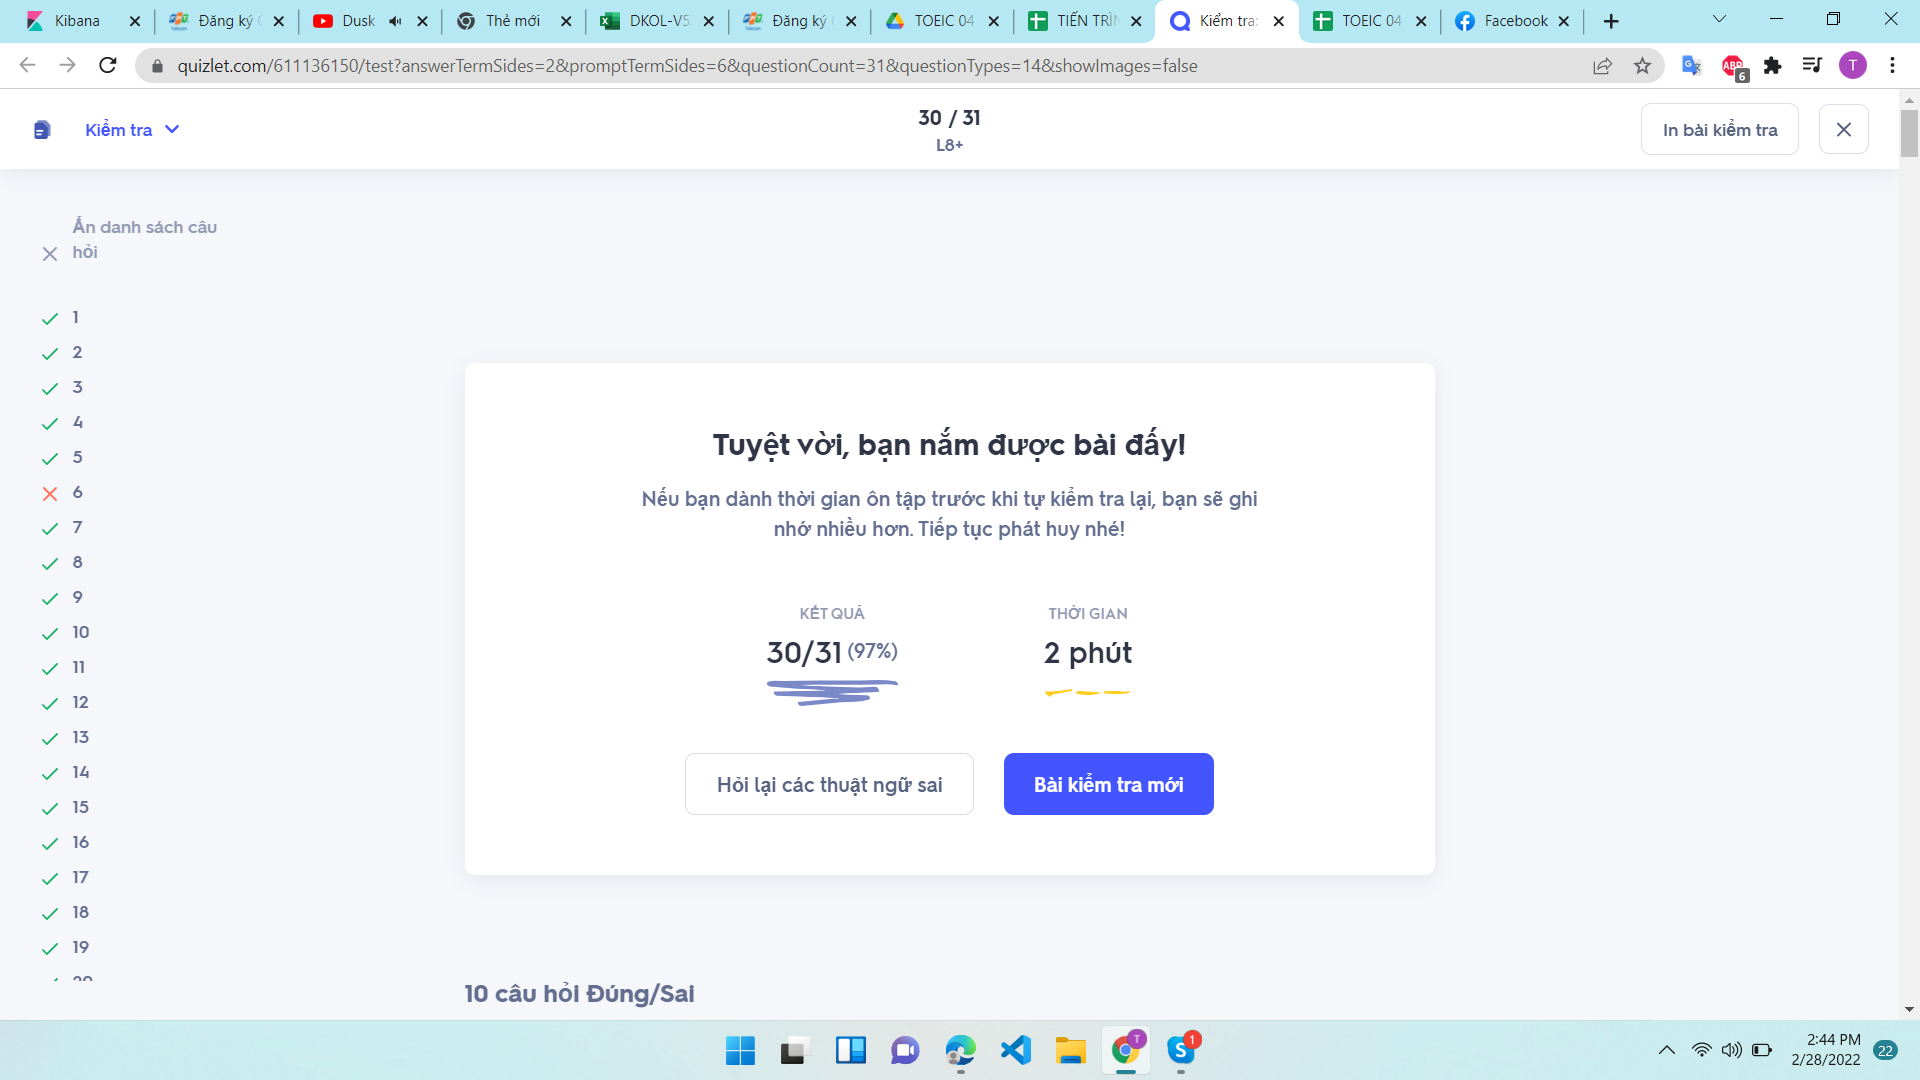 Kibana
Đăng ký
Dusk
Thẻ mới
DKOL-V5
Đăng ký
TOEIC 04
TIẾN TRÌN
Kiểm tra:
TOEIC 04
Facebook
quizlet.com/611136150/test?answerTermSides=2&promptTermSides=6&questionCount=31&questionTypes=14&showImages=false
ABP
6
T
Kiểm tra
30 / 31
L8+
In bài kiểm tra
Ẩn danh sách câu
hỏi
1
2
3
4
5
6
7
8
9
10
11
12
13
14
15
16
17
18
19
20
Tuyệt vời, bạn nắm được bài đấy!
Nếu bạn dành thời gian ôn tập trước khi tự kiểm tra lại, bạn sẽ ghi
nhớ nhiều hơn. Tiếp tục phát huy nhé!
KẾT QUẢ
30/31 (97%)
THỜI GIAN
2 phút
Hỏi lại các thuật ngữ sai
Bài kiểm tra mới
10 câu hỏi Đúng/Sai
T
S
1
2:44 PM
2/28/2022
22